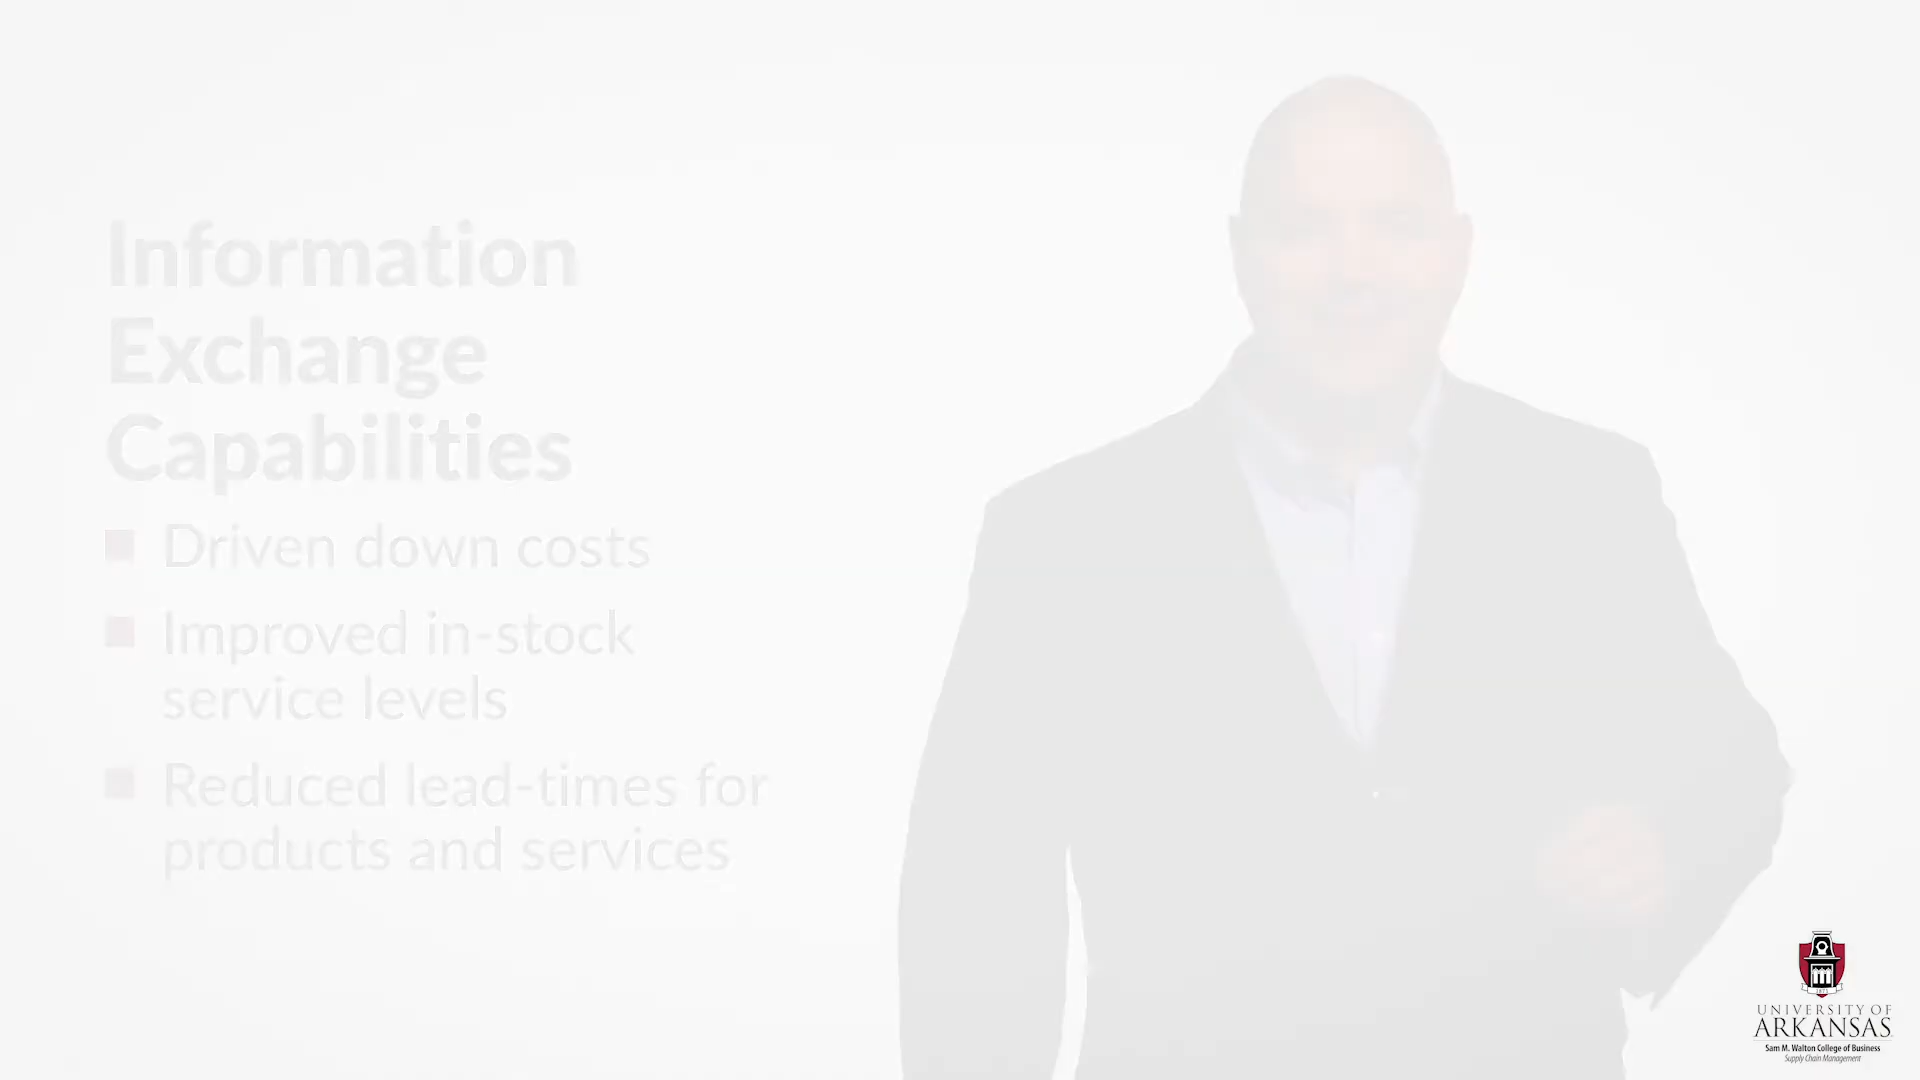 Information
Exchange
Capabilities
Driven down costs
Improved in-stock
service levels
Reduced lead-times for
products and services
1871
UNIVERSITY OF
ARKANSAS
Sam M. Walton College of Business
Supply Chain Management